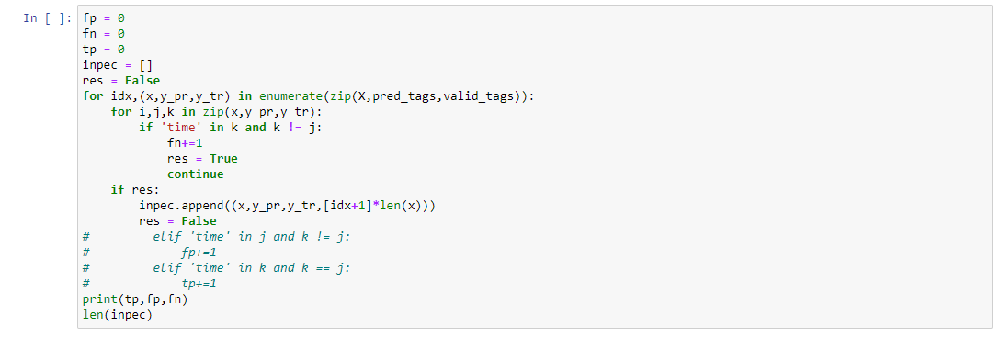 In [ ]: fp = 0
fn = 0
tp = 0
inpec = []
res = False
for idx,(x,y_pr,y_tr) in enumerate(zip(X,pred_tags,valid_tags)):
    for i,j,k in zip(x,y_pr,y_tr):
        if 'time' in k and k != j:
            fn+=1
            res = True
            continue
    if res:
        inpec.append((x,y_pr,y_tr,[idx+1]*len(x)))
        res = False
#         elif 'time' in j and k != j:
#             fp+=1
#         elif 'time' in k and k == j:
#             tp+=1
print(tp,fp,fn)
len(inpec)